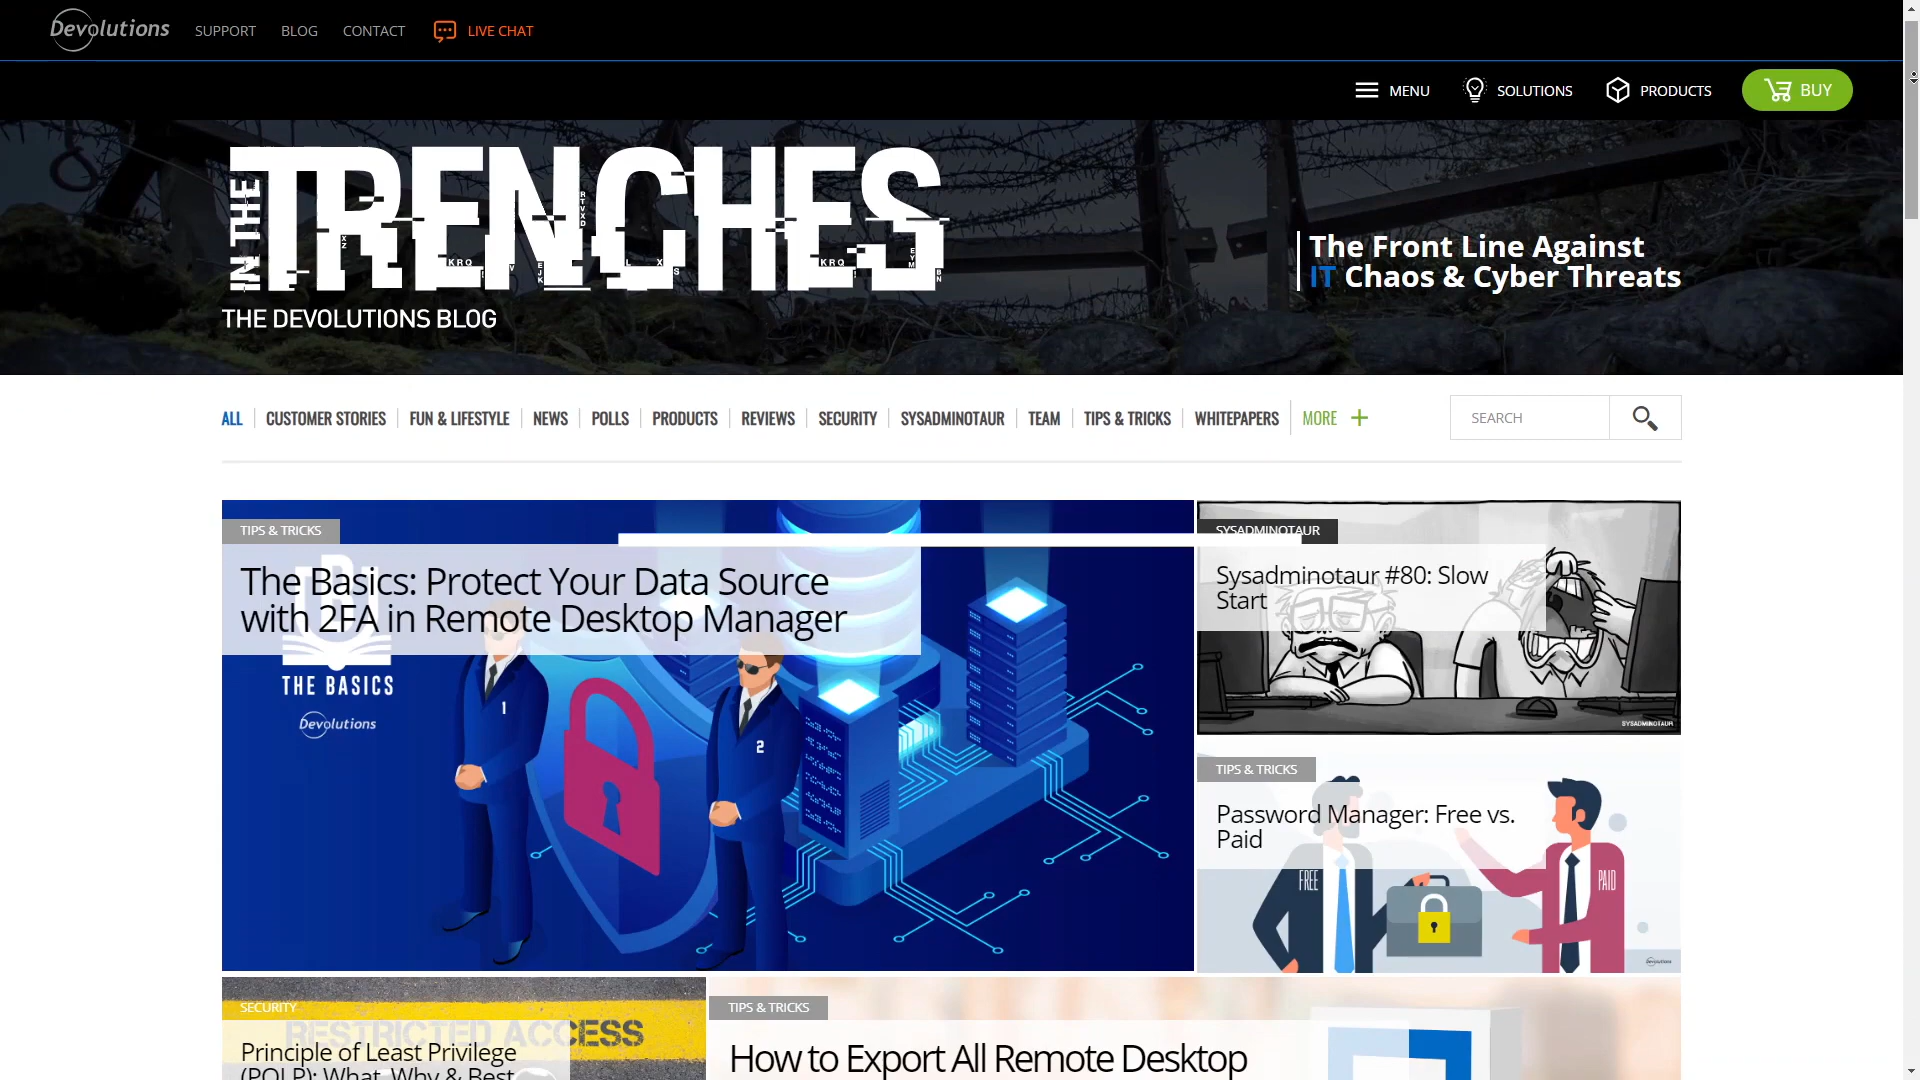 Devolutions SUPPORT BLOG CONTACT LIVE CHAT
MENU SOLUTIONS PRODUCTS BUY
IN THE TRENCHES
THE DEVOLUTIONS BLOG
The Front Line Against
IT Chaos & Cyber Threats
ALL CUSTOMER STORIES FUN & LIFESTYLE NEWS POLLS PRODUCTS REVIEWS SECURITY SYSADMINOTAUR TEAM TIPS & TRICKS WHITEPAPERS MORE +
SEARCH
TIPS & TRICKS
The Basics: Protect Your Data Source
with 2FA in Remote Desktop Manager
THE BASICS
Devolutions
1
2
SYSADMINOTAUR
Sysadminotaur #80: Slow
Start
SYSADMINOTAUR
TIPS & TRICKS
Password Manager: Free vs.
Paid
FREE
PAID
Devolutions
SECURITY
RESTRICTED ACCESS
Principle of Least Privilege
(POLP): What, Why & Best
TIPS & TRICKS
How to Export All Remote Desktop